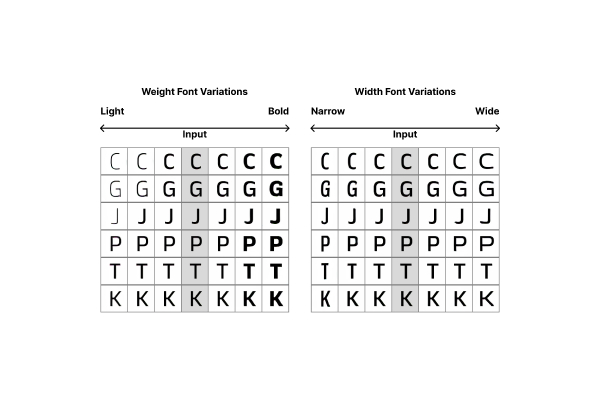 Weight Font Variations
Light Bold
Input
C C C C C C C
G G G G G G G
J J J J J J J
P P P P P P P
T T T T T T T
K K K K K K K
Width Font Variations
Narrow Wide
Input
C C C C C C C
G G G G G G G
J J J J J J J
P P P P P P P
T T T T T T T
K K K K K K K